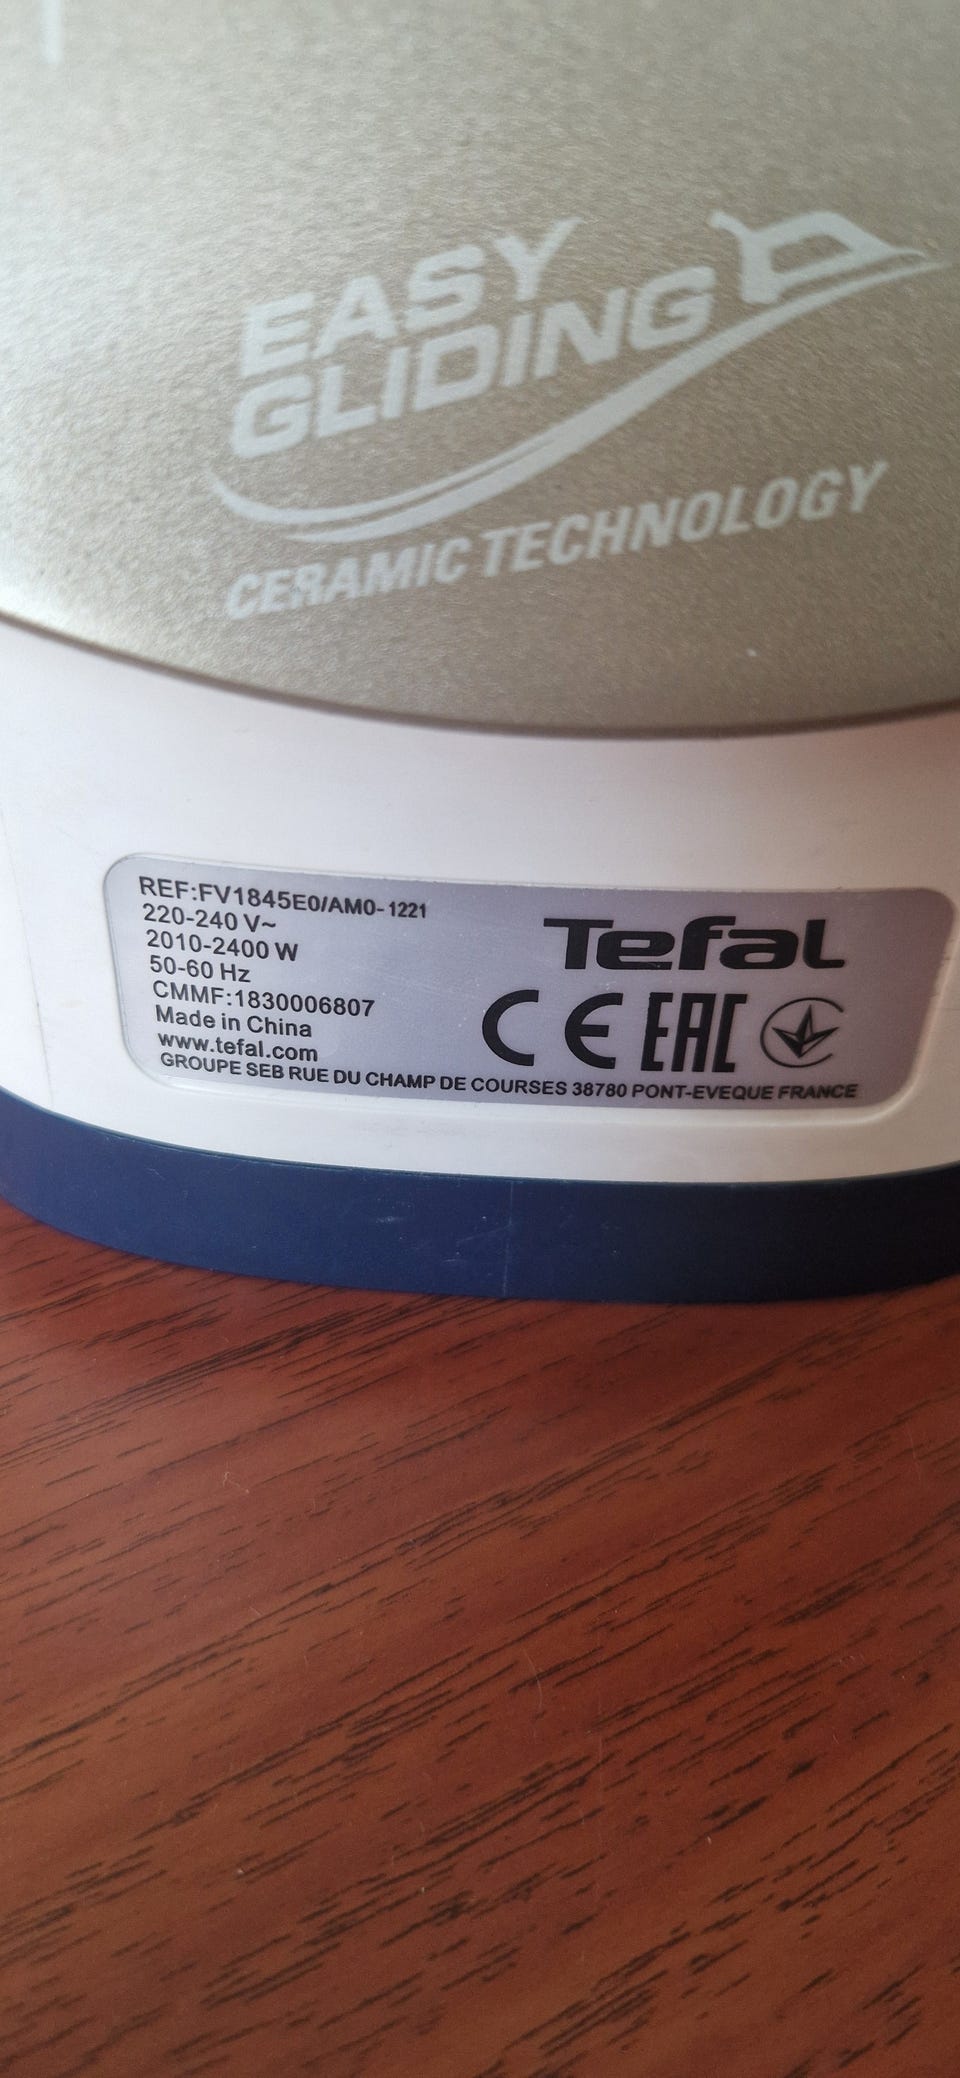 EASY
GLIDING
CERAMIC TECHNOLOGY
REF:FV1845E0/AM0-1221
220-240 V~
2010-2400 W
50-60 Hz
CMMF:1830006807
Made in China
www.tefal.com
GROUPE SEB RUE DU CHAMP DE COURSES 38780 PONT-EVEQUE FRANCE
Tefal
CE EAC